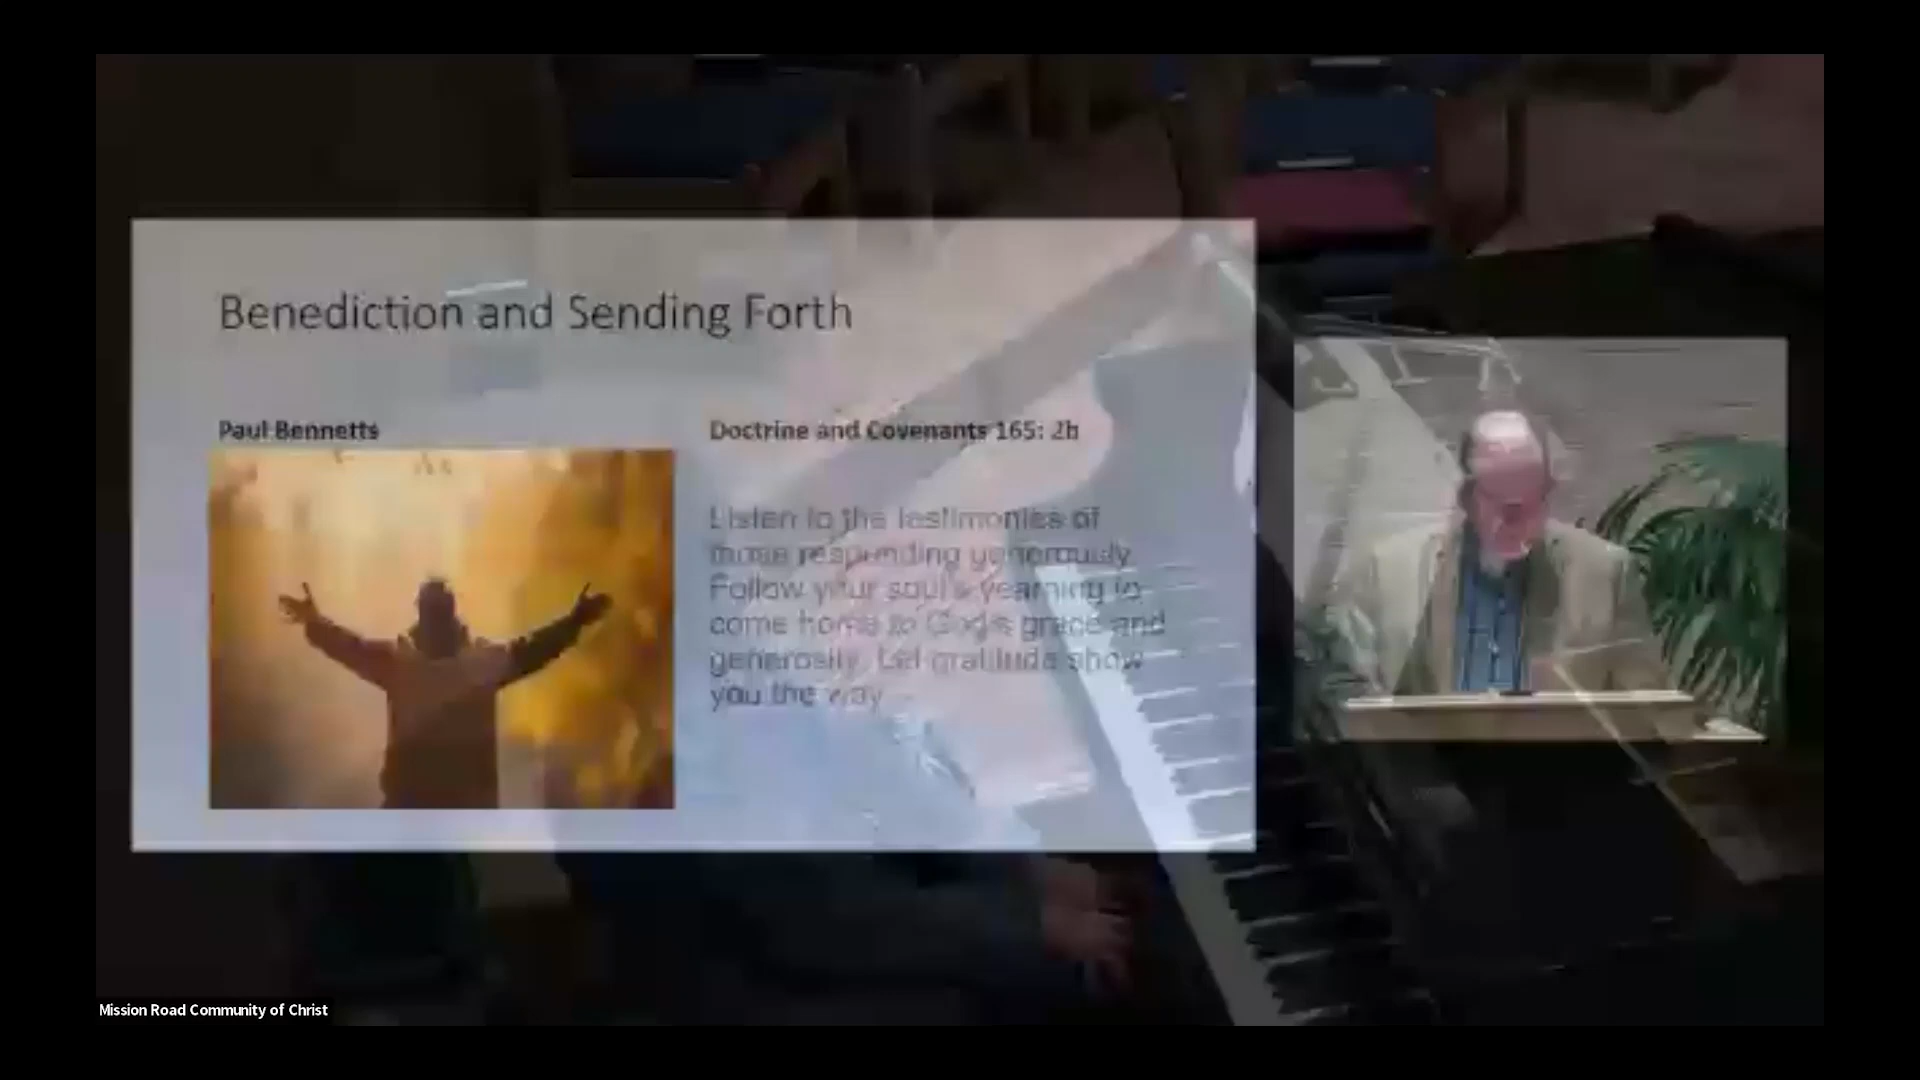 Benediction and Sending Forth
Paul Bennetts
Doctrine and Covenants 165: 2b
Listen to the testimonies of
those responding generously.
Follow your soul's yearning to
come home to God's grace and
generosity. Let gratitude show
you the way
Mission Road Community of Christ